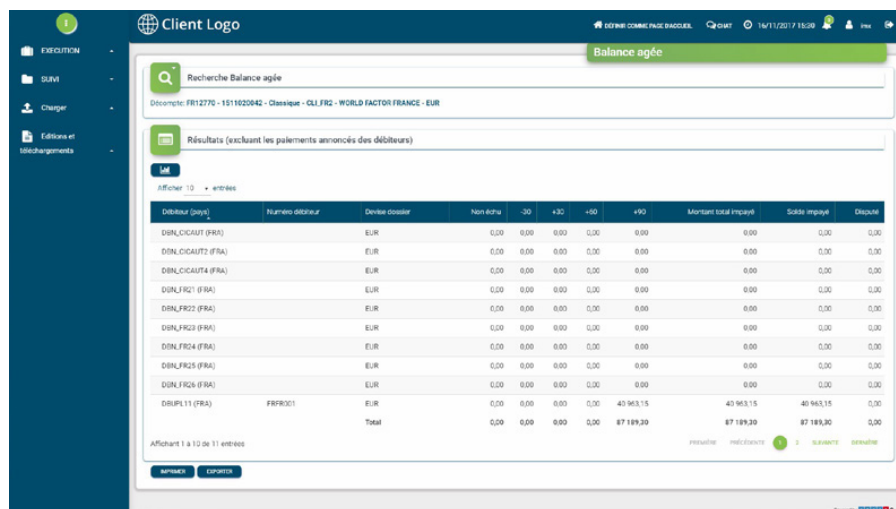 Client Logo
DÉFINIR COMME PAGE D'ACCUEIL CHAT 16/11/2017 15:30
EXECUTION
SUIVI
Charger
Editions et
téléchargements
Balance agée
Recherche Balance agée
Décompte: FR12770 - 1511020042 - Classique - CLI_FR2 - WORLD FACTOR FRANCE - EUR
Résultats (excluant les paiements annoncés des débiteurs)
Afficher 10 entrées
Débiteur (pays) Numéro débiteur Devise dossier Non échu -30 +30 +60 +90 Montant total impayé Solde impayé Disputé
DBN_CICAUT (FRA) EUR 0,00 0,00 0,00 0,00 0,00 0,00 0,00 0,00
DBN_CICAUT2 (FRA) EUR 0,00 0,00 0,00 0,00 0,00 0,00 0,00 0,00
DBN_CICAUT4 (FRA) EUR 0,00 0,00 0,00 0,00 0,00 0,00 0,00 0,00
DBN_FR21 (FRA) EUR 0,00 0,00 0,00 0,00 0,00 0,00 0,00 0,00
DBN_FR22 (FRA) EUR 0,00 0,00 0,00 0,00 0,00 0,00 0,00 0,00
DBN_FR23 (FRA) EUR 0,00 0,00 0,00 0,00 0,00 0,00 0,00 0,00
DBN_FR24 (FRA) EUR 0,00 0,00 0,00 0,00 0,00 0,00 0,00 0,00
DBN_FR25 (FRA) EUR 0,00 0,00 0,00 0,00 0,00 0,00 0,00 0,00
DBN_FR26 (FRA) EUR 0,00 0,00 0,00 0,00 0,00 0,00 0,00 0,00
DBUPL11 (FRA) FRFR001 EUR 0,00 0,00 0,00 0,00 40 963,15 40 963,15 40 963,15 0,00
Total 0,00 0,00 0,00 0,00 87 189,30 87 189,30 87 189,30 0,00
Affichant 1 à 10 de 11 entrées
PREMIÈRE PRÉCÉDENTE 1 2 SUIVANTE DERNIÈRE
IMPRIMER EXPORTER